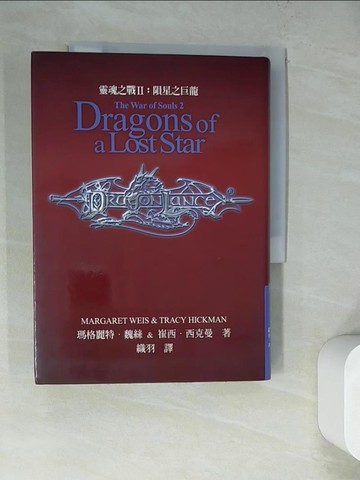 靈魂之戰II：隕星之巨龍
The War of Souls 2
Dragons of
a Lost Star
DRAGONLANCE®
MARGARET WEIS & TRACY HICKMAN
瑪格麗特·魏絲 & 崔西·西克曼 著
織羽 譯